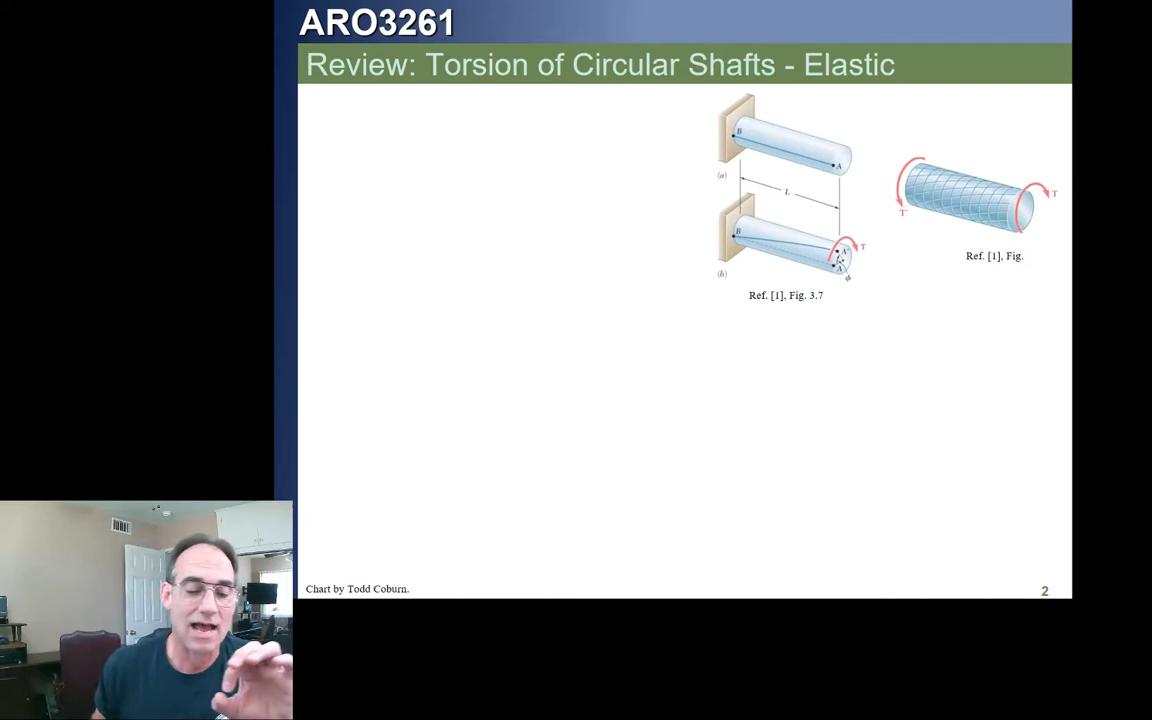 ARO3261
Review: Torsion of Circular Shafts - Elastic
B
A
(a)
L
B
T
A'
A
(b)
Ref. [1], Fig. 3.7
T
T'
Ref. [1], Fig.
Chart by Todd Coburn.
2